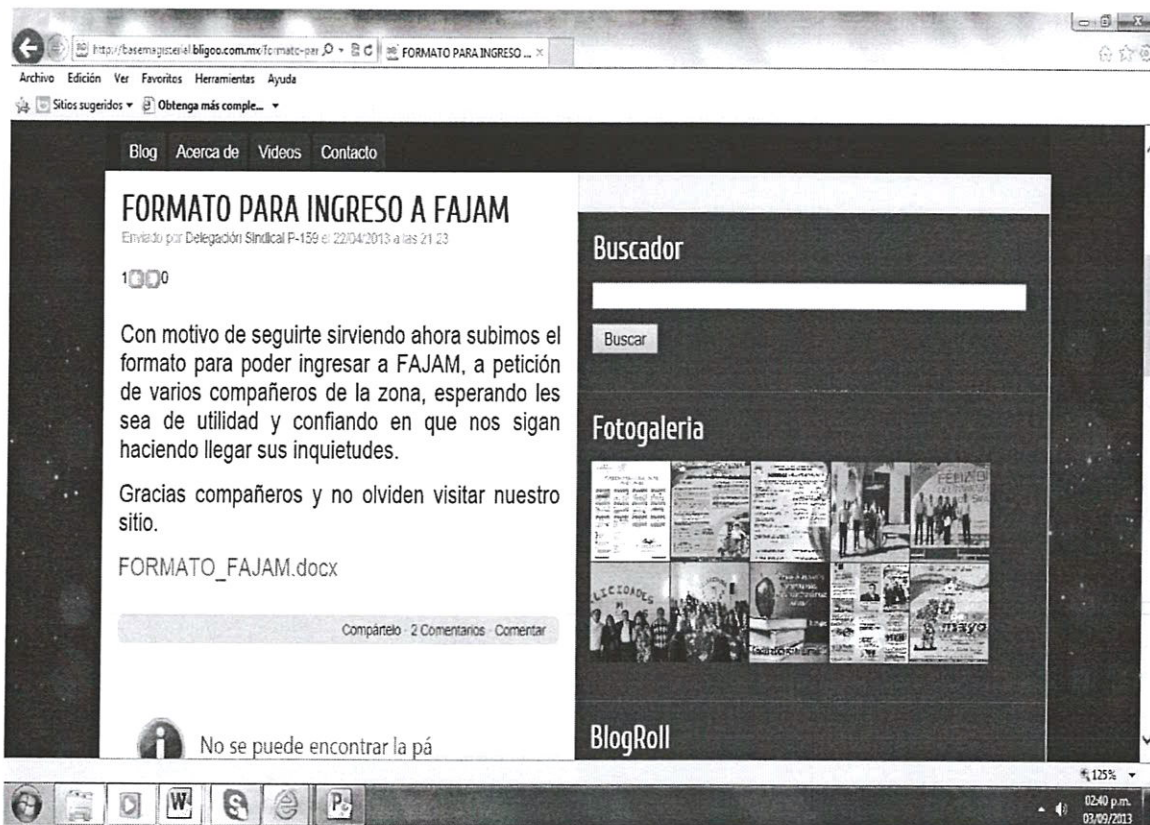 http://basemagisterial.bligoo.com.mx/formato-par
FORMATO PARA INGRESO ...
Archivo Edición Ver Favoritos Herramientas Ayuda
Sitios sugeridos Obtenga más comple...
Blog Acerca de Videos Contacto
FORMATO PARA INGRESO A FAJAM
Enviado por Delegación Sindical P-159 el 22/04/2013 a las 21:23
1 0
Con motivo de seguirte sirviendo ahora subimos el
formato para poder ingresar a FAJAM, a petición
de varios compañeros de la zona, esperando les
sea de utilidad y confiando en que nos sigan
haciendo llegar sus inquietudes.
Gracias compañeros y no olviden visitar nuestro
sitio.
FORMATO_FAJAM.docx
Compártelo · 2 Comentarios · Comentar
No se puede encontrar la pá
Buscador
Buscar
Fotogaleria
FELIZ
FELICIDADES
mayo
BlogRoll
125%
02:40 p.m.
03/09/2013